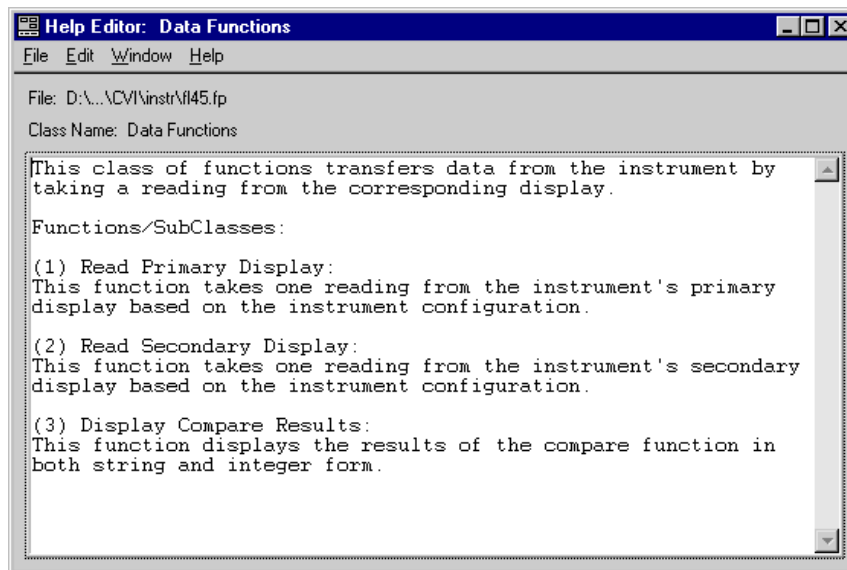 Help Editor: Data Functions
File Edit Window Help
File: D:\...\CVI\instr\fl45.fp
Class Name: Data Functions
This class of functions transfers data from the instrument by
taking a reading from the corresponding display.
Functions/SubClasses:
(1) Read Primary Display:
This function takes one reading from the instrument's primary
display based on the instrument configuration.
(2) Read Secondary Display:
This function takes one reading from the instrument's secondary
display based on the instrument configuration.
(3) Display Compare Results:
This function displays the results of the compare function in
both string and integer form.